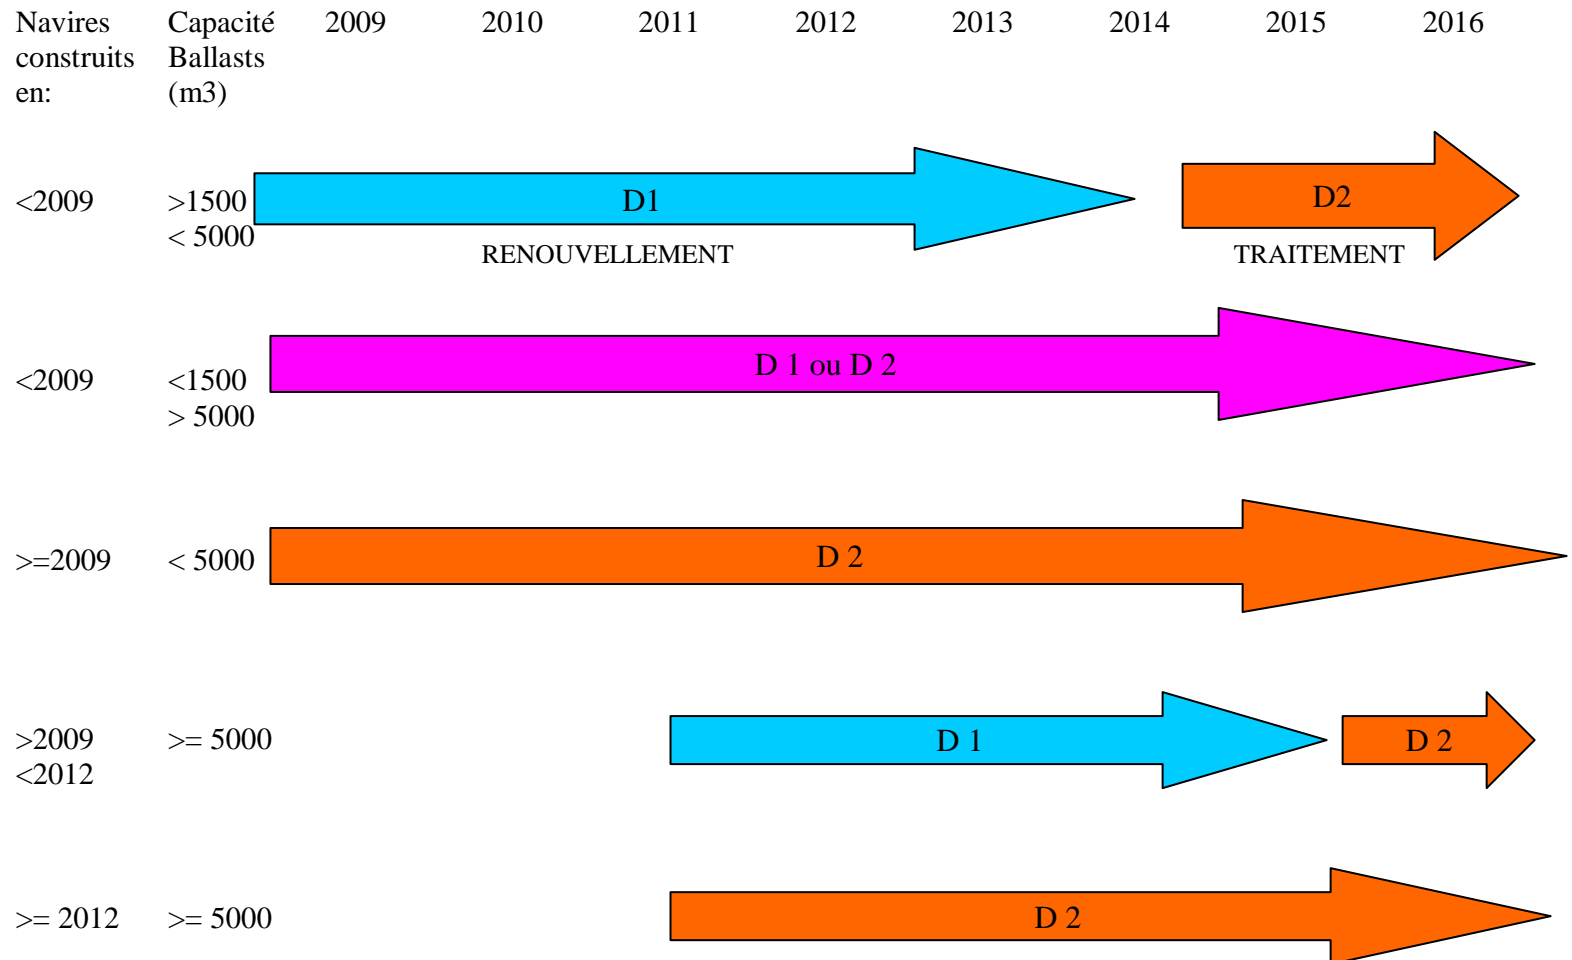 Navires Capacité 2009 2010 2011 2012 2013 2014 2015 2016
construits Ballasts
en: (m3)
<2009 >1500 D1 D2
< 5000
RENOUVELLEMENT TRAITEMENT
<2009 <1500 D 1 ou D 2
> 5000
>=2009 < 5000 D 2
>2009 >= 5000 D 1 D 2
<2012
>= 2012 >= 5000 D 2